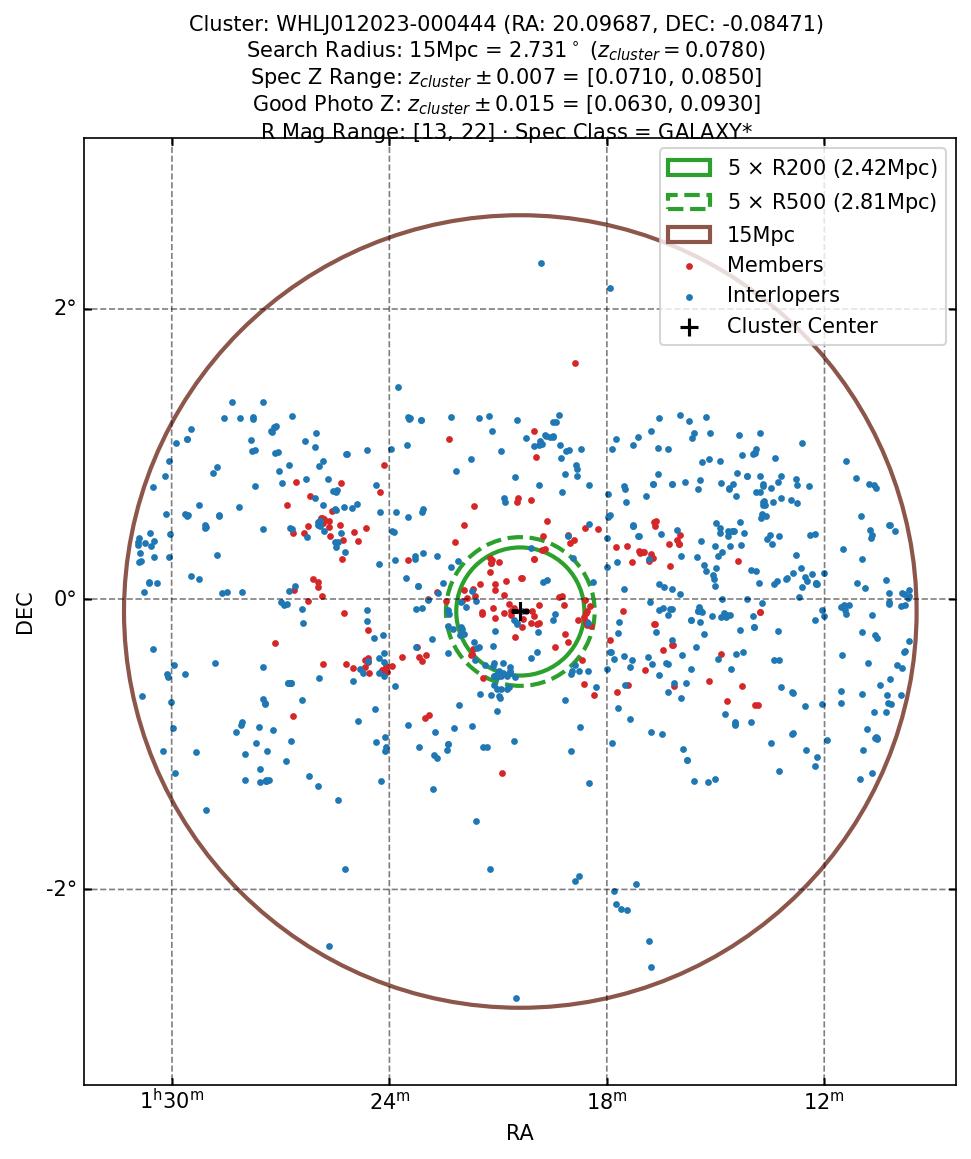 Cluster: WHLJ012023-000444 (RA: 20.09687, DEC: -0.08471)
Search Radius: 15Mpc = 2.731° (z_cluster = 0.0780)
Spec Z Range: z_cluster ± 0.007 = [0.0710, 0.0850]
Good Photo Z: z_cluster ± 0.015 = [0.0630, 0.0930]
R Mag Range: [13, 22] · Spec Class = GALAXY*
5 × R200 (2.42Mpc)
5 × R500 (2.81Mpc)
15Mpc
Members
Interlopers
Cluster Center
2°
0°
-2°
DEC
1ʰ30ᵐ 24ᵐ 18ᵐ 12ᵐ
RA